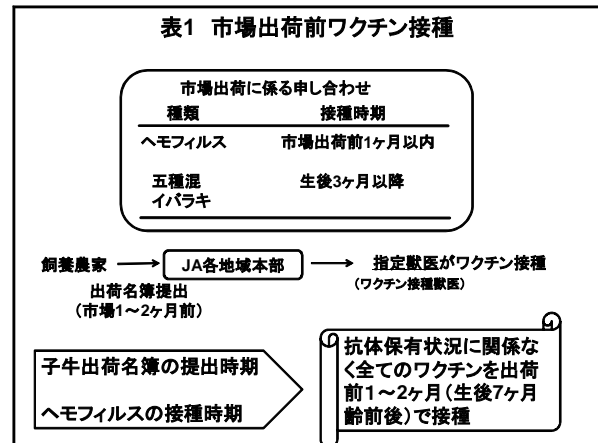 表1 市場出荷前ワクチン接種
市場出荷に係る申し合わせ
種類 接種時期
ヘモフィルス 市場出荷前1ヶ月以内
五種混 生後3ヶ月以降
イバラキ
飼養農家 JA各地域本部 指定獣医がワクチン接種
出荷名簿提出 (ワクチン接種獣医)
(市場1~2ヶ月前)
子牛出荷名簿の提出時期
ヘモフィルスの接種時期
抗体保有状況に関係な
く全てのワクチンを出荷
前1~2ヶ月(生後7ヶ月
齢前後)で接種